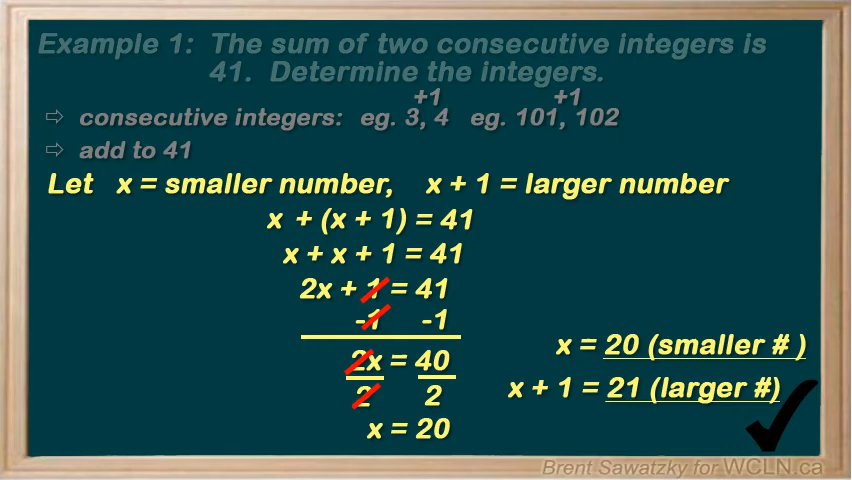 Example 1: The sum of two consecutive integers is
41. Determine the integers.
+1 +1
⇨ consecutive integers: eg. 3, 4 eg. 101, 102
⇨ add to 41
Let x = smaller number, x + 1 = larger number
x + (x + 1) = 41
x + x + 1 = 41
2x + 1 = 41
-1 -1
2x = 40
2 2
x = 20
x = 20 (smaller # )
x + 1 = 21 (larger #)
Brent Sawatzky for WCLN.ca